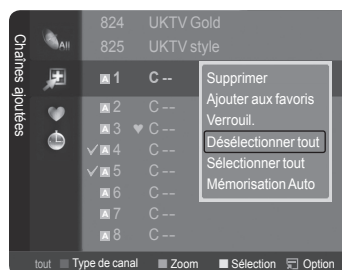 Chaînes ajoutées
All
824 UKTV Gold
825 UKTV style
A 1 C --
A 2 C --
A 3 ♥ C --
✓ A 4 C --
✓ A 5 C --
A 6 C --
A 7 C --
A 8 C --
Supprimer
Ajouter aux favoris
Verrouil.
Désélectionner tout
Sélectionner tout
Mémorisation Auto
tout Type de canal Zoom Sélection Option